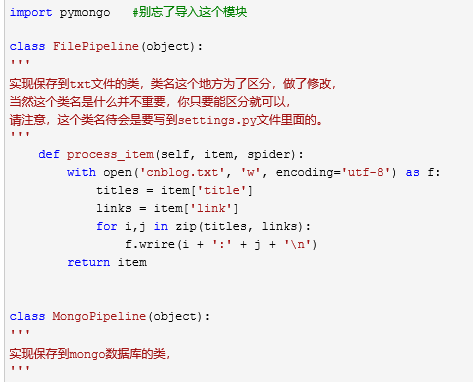 import pymongo   #别忘了导入这个模块

class FilePipeline(object):
'''
实现保存到txt文件的类，类名这个地方为了区分，做了修改，
当然这个类名是什么并不重要，你只要能区分就可以，
请注意，这个类名待会是要写到settings.py文件里面的。
'''
    def process_item(self, item, spider):
        with open('cnblog.txt', 'w', encoding='utf-8') as f:
            titles = item['title']
            links = item['link']
            for i,j in zip(titles, links):
                f.wrire(i + ':' + j + '\n')
        return item


class MongoPipeline(object):
'''
实现保存到mongo数据库的类，
'''